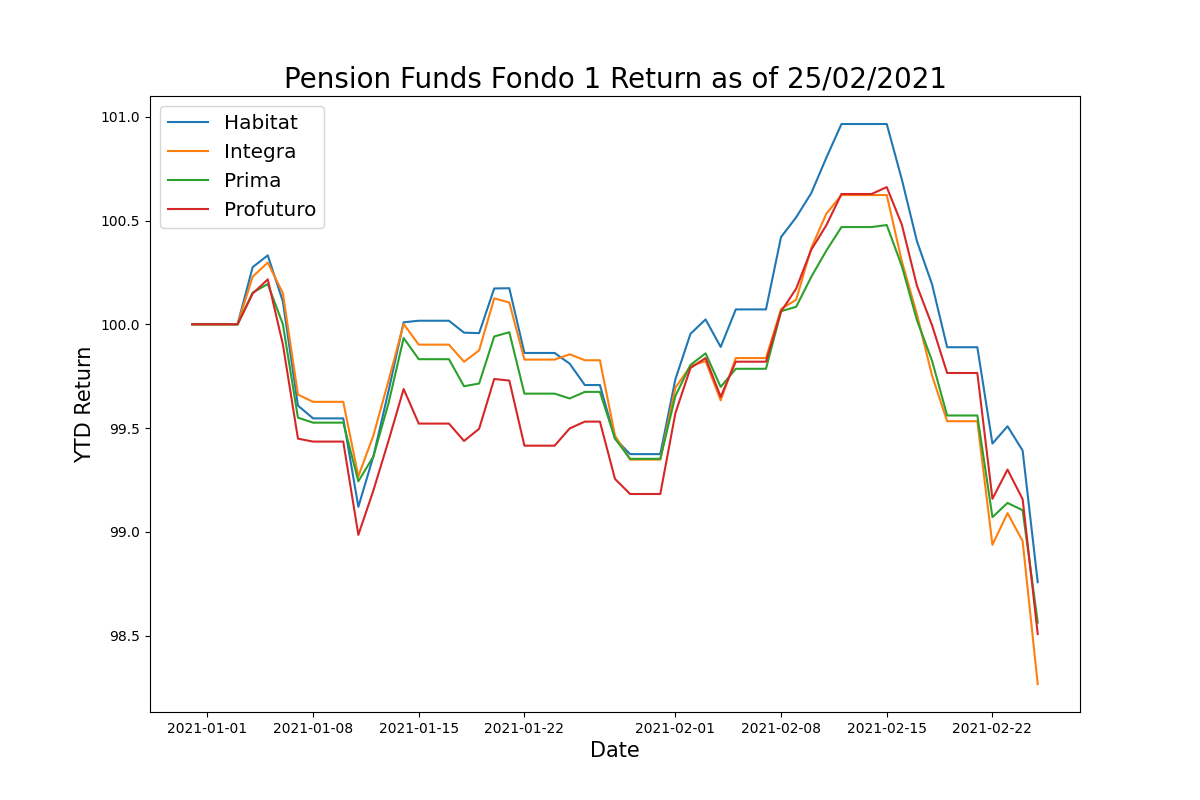 Pension Funds Fondo 1 Return as of 25/02/2021
Habitat
Integra
Prima
Profuturo
YTD Return
101.0
100.5
100.0
99.5
99.0
98.5
2021-01-01 2021-01-08 2021-01-15 2021-01-22 2021-02-01 2021-02-08 2021-02-15 2021-02-22
Date